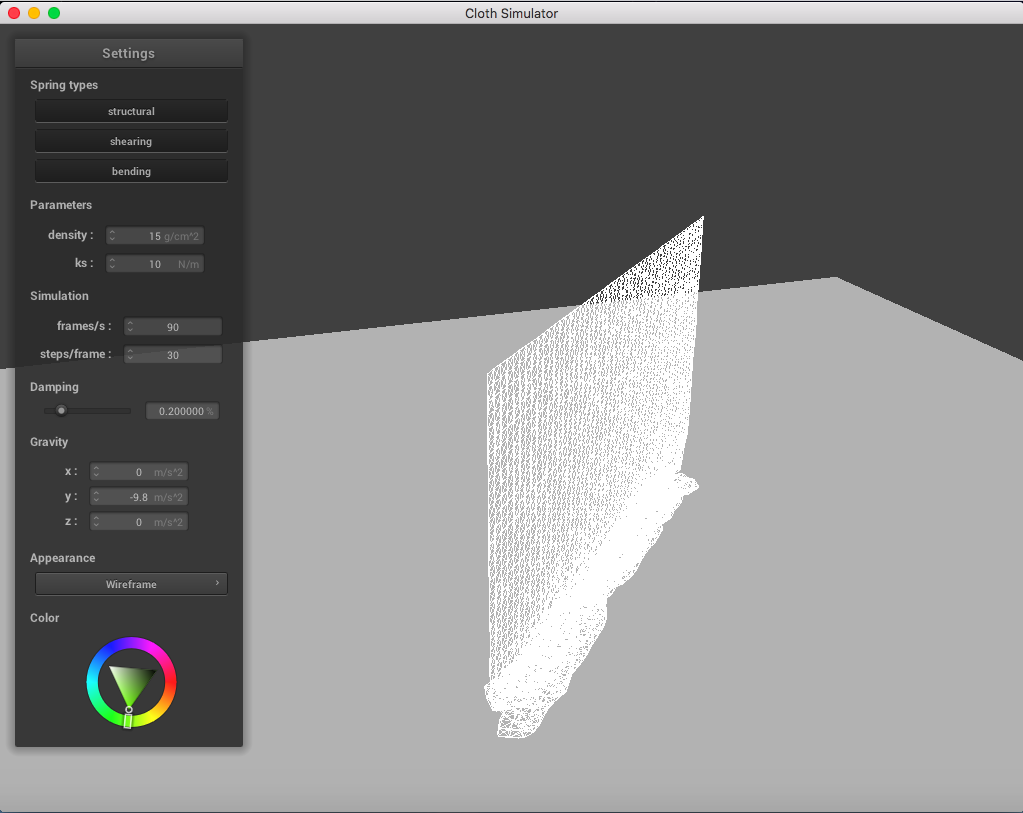 Cloth Simulator
Settings
Spring types
structural
shearing
bending
Parameters
density : 15 g/cm^2
ks : 10 N/m
Simulation
frames/s : 90
steps/frame : 30
Damping
0.200000 %
Gravity
x : 0 m/s^2
y : -9.8 m/s^2
z : 0 m/s^2
Appearance
Wireframe ›
Color